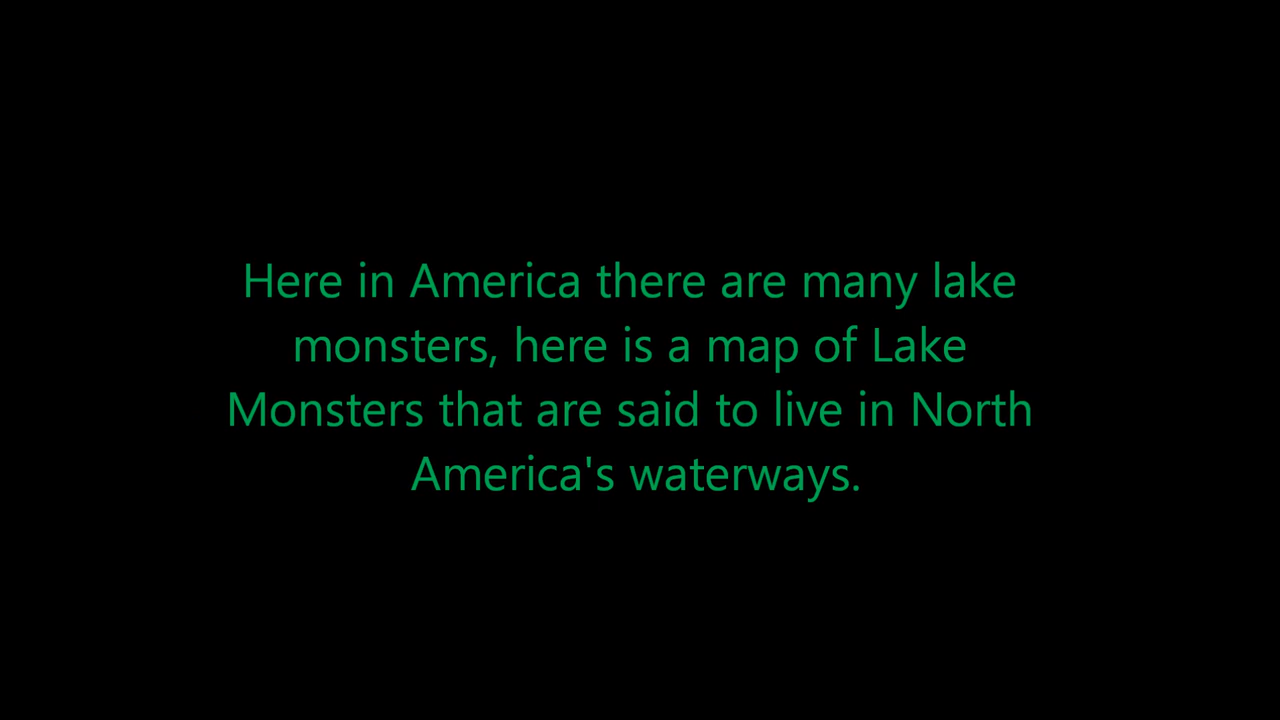 Here in America there are many lake
monsters, here is a map of Lake
Monsters that are said to live in North
America's waterways.